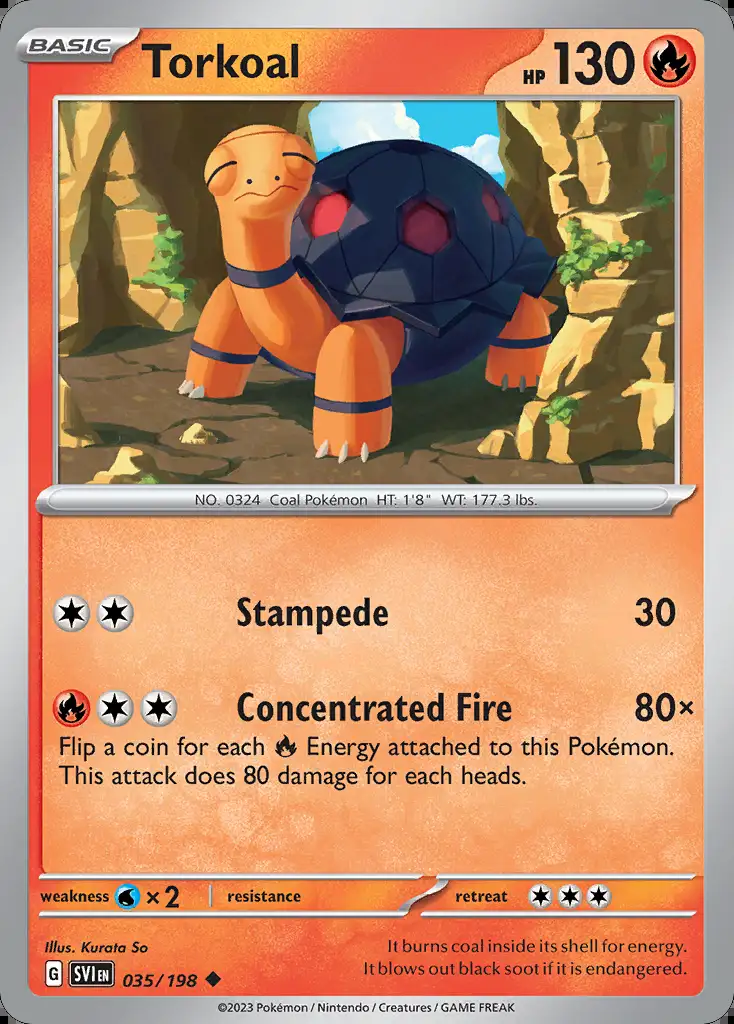 BASIC
Torkoal
HP 130
NO. 0324 Coal Pokémon HT: 1'8" WT: 177.3 lbs.
Stampede 30
Concentrated Fire 80×
Flip a coin for each Energy attached to this Pokémon.
This attack does 80 damage for each heads.
weakness ×2 resistance retreat
Illus. Kurata So
It burns coal inside its shell for energy.
It blows out black soot if it is endangered.
G SVI EN 035/198
©2023 Pokémon / Nintendo / Creatures / GAME FREAK